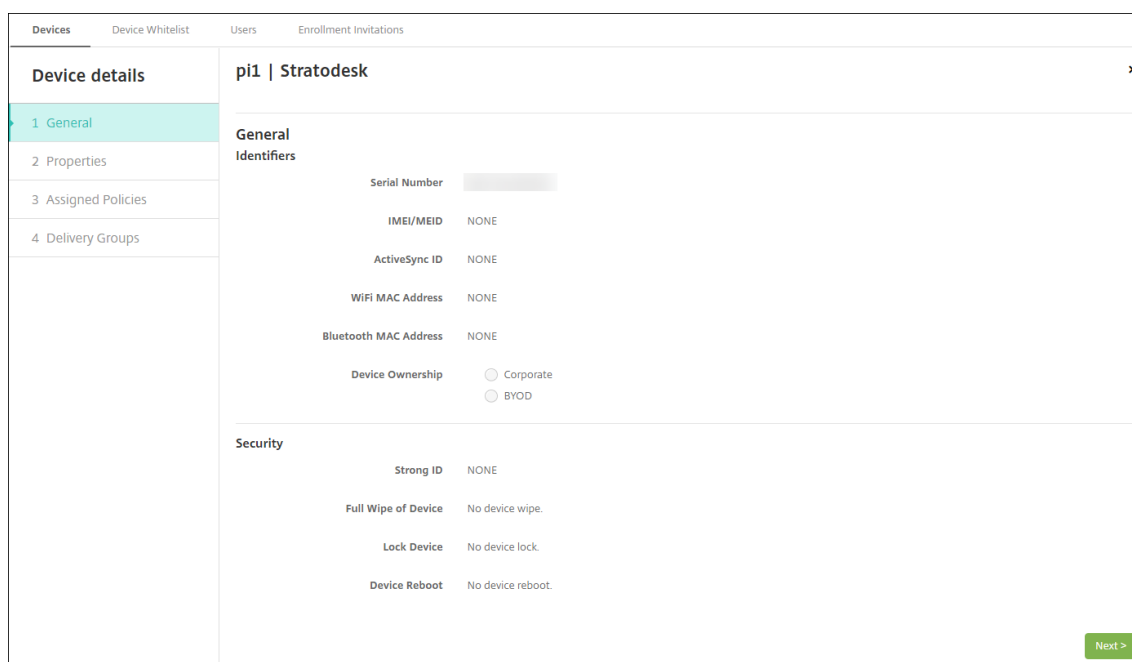 Devices Device Whitelist Users Enrollment Invitations
Device details
1 General
2 Properties
3 Assigned Policies
4 Delivery Groups
pi1 | Stratodesk
General
Identifiers
Serial Number
IMEI/MEID NONE
ActiveSync ID NONE
WiFi MAC Address NONE
Bluetooth MAC Address NONE
Device Ownership Corporate
BYOD
Security
Strong ID NONE
Full Wipe of Device No device wipe.
Lock Device No device lock.
Device Reboot No device reboot.
Next >